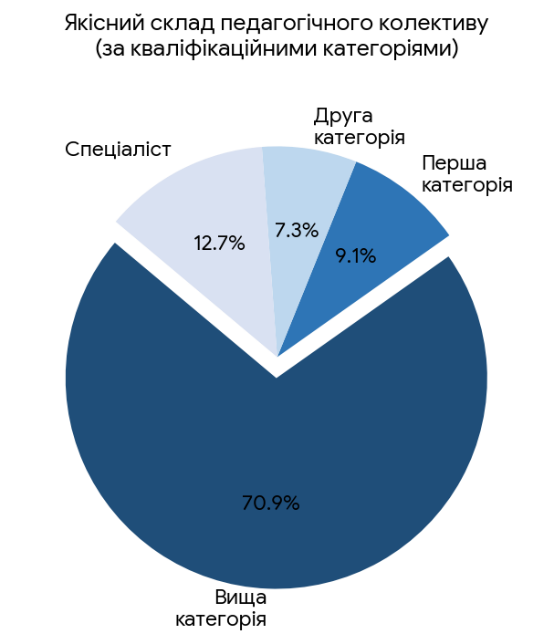 Якісний склад педагогічного колективу
(за кваліфікаційними категоріями)
Друга
категорія
Спеціаліст
Перша
категорія
7.3%
12.7%
9.1%
70.9%
Вища
категорія